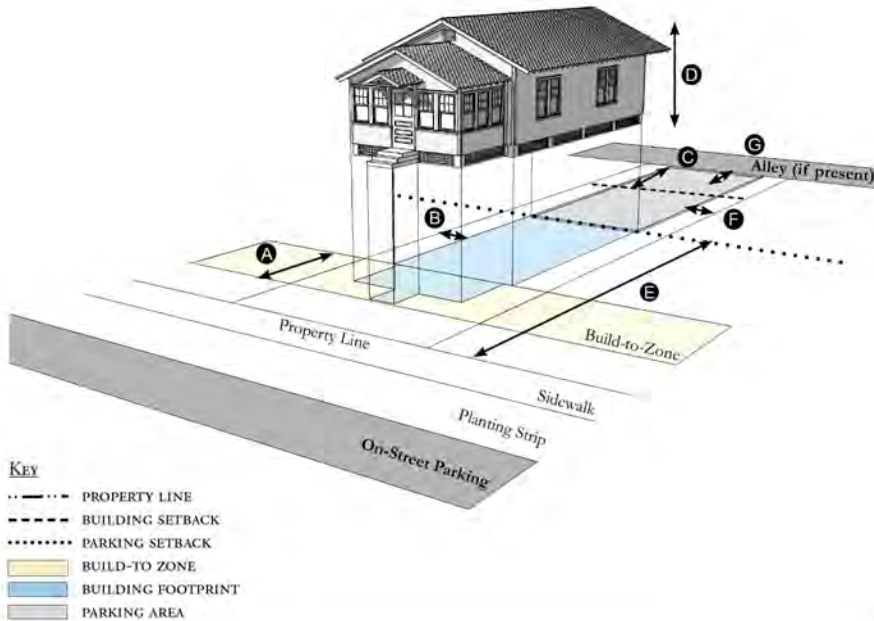 D
G
C
Alley (if present)
B
F
A
E
Property Line
Build-to-Zone
Sidewalk
Planting Strip
On-Street Parking
KEY
PROPERTY LINE
BUILDING SETBACK
PARKING SETBACK
BUILD-TO ZONE
BUILDING FOOTPRINT
PARKING AREA